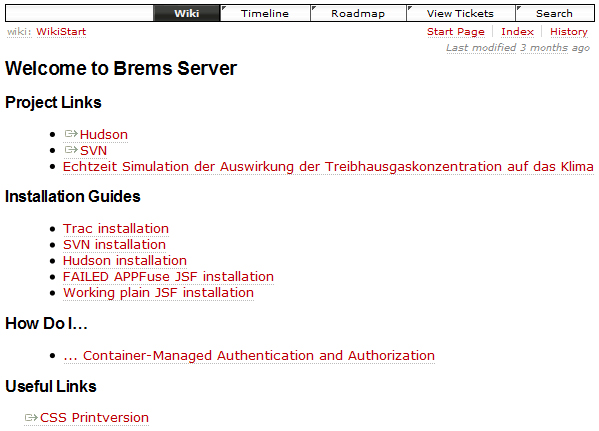 Wiki Timeline Roadmap View Tickets Search
wiki: WikiStart Start Page Index History
Last modified 3 months ago
Welcome to Brems Server
Project Links
Hudson
SVN
Echtzeit Simulation der Auswirkung der Treibhausgaskonzentration auf das Klima
Installation Guides
Trac installation
SVN installation
Hudson installation
FAILED APPFuse JSF installation
Working plain JSF installation
How Do I...
... Container-Managed Authentication and Authorization
Useful Links
CSS Printversion